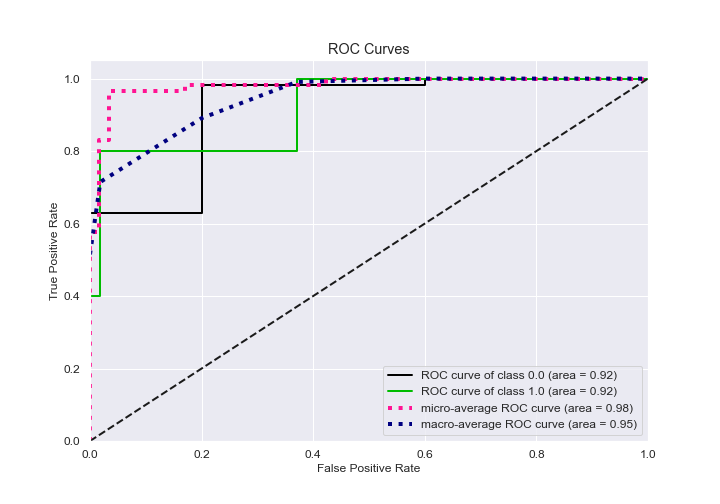 ROC Curves
1.0
0.8
0.6
0.4
0.2
0.0
True Positive Rate
0.0 0.2 0.4 0.6 0.8 1.0
False Positive Rate
ROC curve of class 0.0 (area = 0.92)
ROC curve of class 1.0 (area = 0.92)
micro-average ROC curve (area = 0.98)
macro-average ROC curve (area = 0.95)